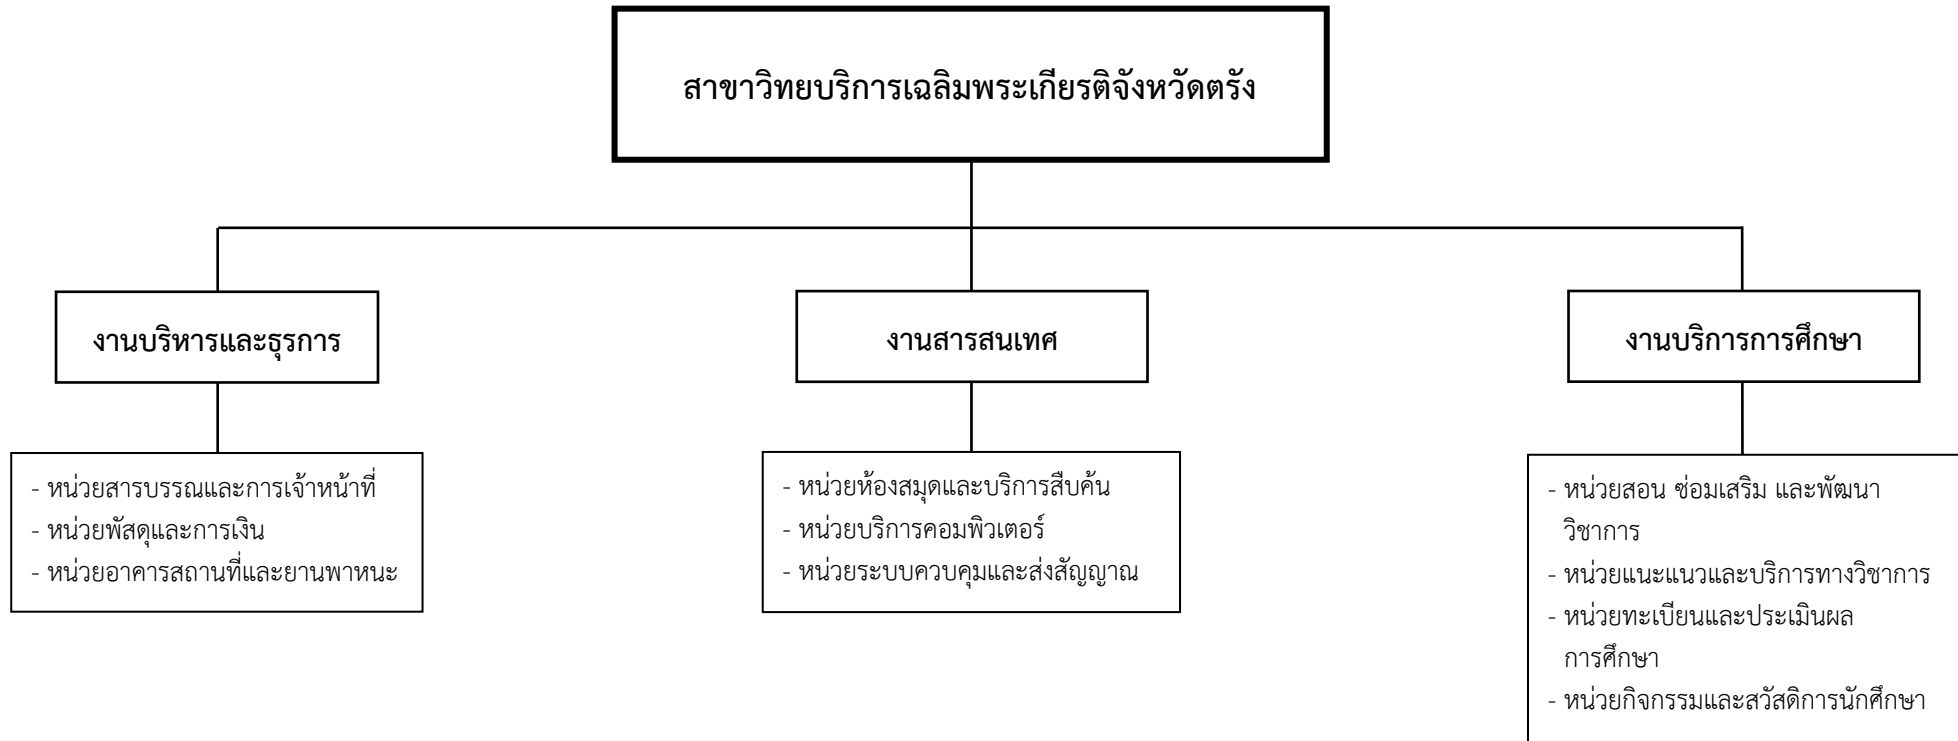 สาขาวิทยบริการเฉลิมพระเกียรติจังหวัดตรัง
งานบริหารและธุรการ
- หน่วยสารบรรณและการเจ้าหน้าที่
- หน่วยพัสดุและการเงิน
- หน่วยอาคารสถานที่และยานพาหนะ
งานสารสนเทศ
- หน่วยห้องสมุดและบริการสืบค้น
- หน่วยบริการคอมพิวเตอร์
- หน่วยระบบควบคุมและส่งสัญญาณ
งานบริการการศึกษา
- หน่วยสอน ซ่อมเสริม และพัฒนา
วิชาการ
- หน่วยแนะแนวและบริการทางวิชาการ
- หน่วยทะเบียนและประเมินผล
การศึกษา
- หน่วยกิจกรรมและสวัสดิการนักศึกษา